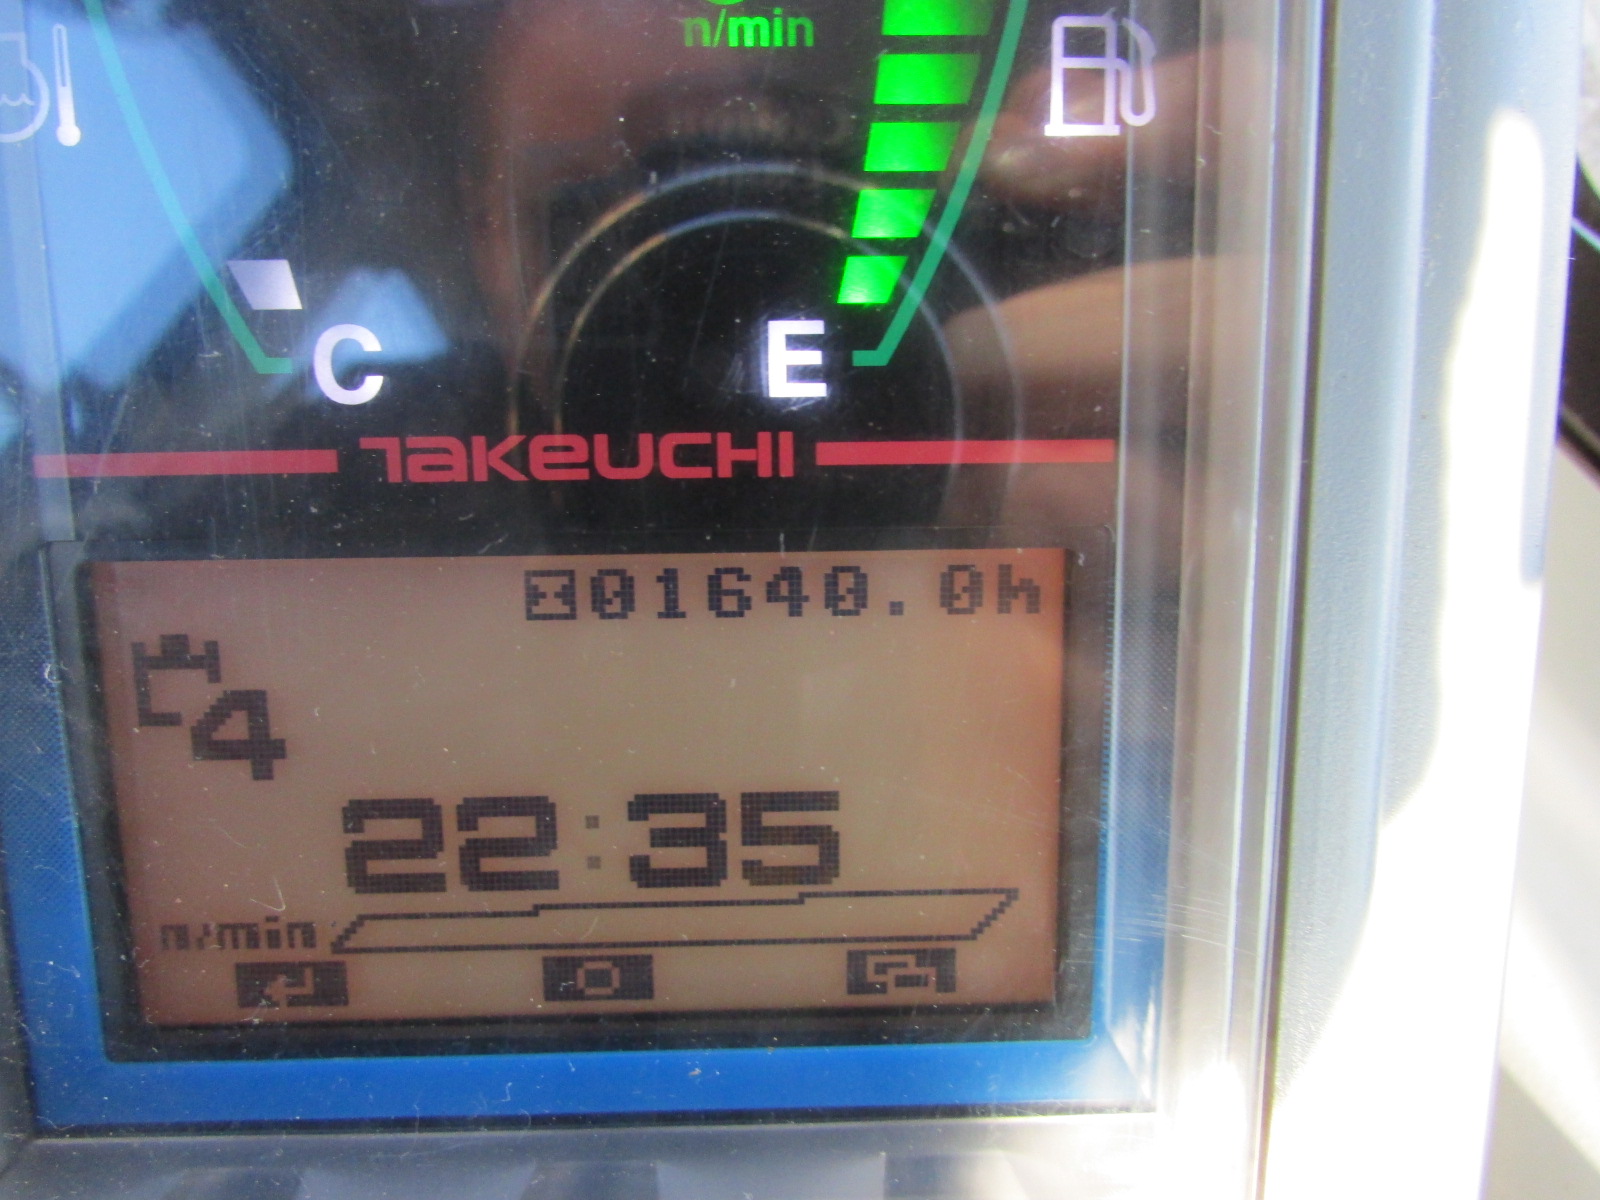 n/min
C
E
TAKEUCHI
01640.0h
4
22:35
n/min